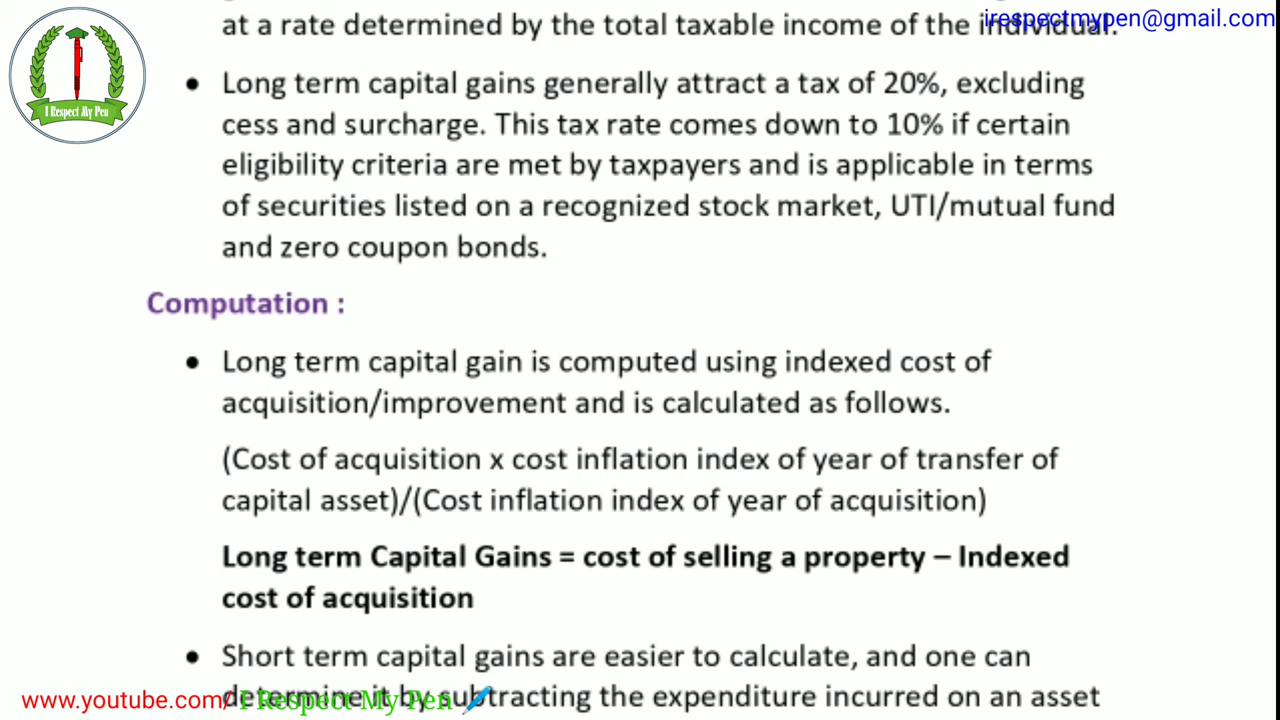 irespectmypen@gmail.com
at a rate determined by the total taxable income of the individual.
I Respect My Pen
• Long term capital gains generally attract a tax of 20%, excluding
cess and surcharge. This tax rate comes down to 10% if certain
eligibility criteria are met by taxpayers and is applicable in terms
of securities listed on a recognized stock market, UTI/mutual fund
and zero coupon bonds.
Computation :
• Long term capital gain is computed using indexed cost of
acquisition/improvement and is calculated as follows.
(Cost of acquisition x cost inflation index of year of transfer of
capital asset)/(Cost inflation index of year of acquisition)
Long term Capital Gains = cost of selling a property – Indexed
cost of acquisition
• Short term capital gains are easier to calculate, and one can
determine it by subtracting the expenditure incurred on an asset
www.youtube.com/ I Respect My Pen